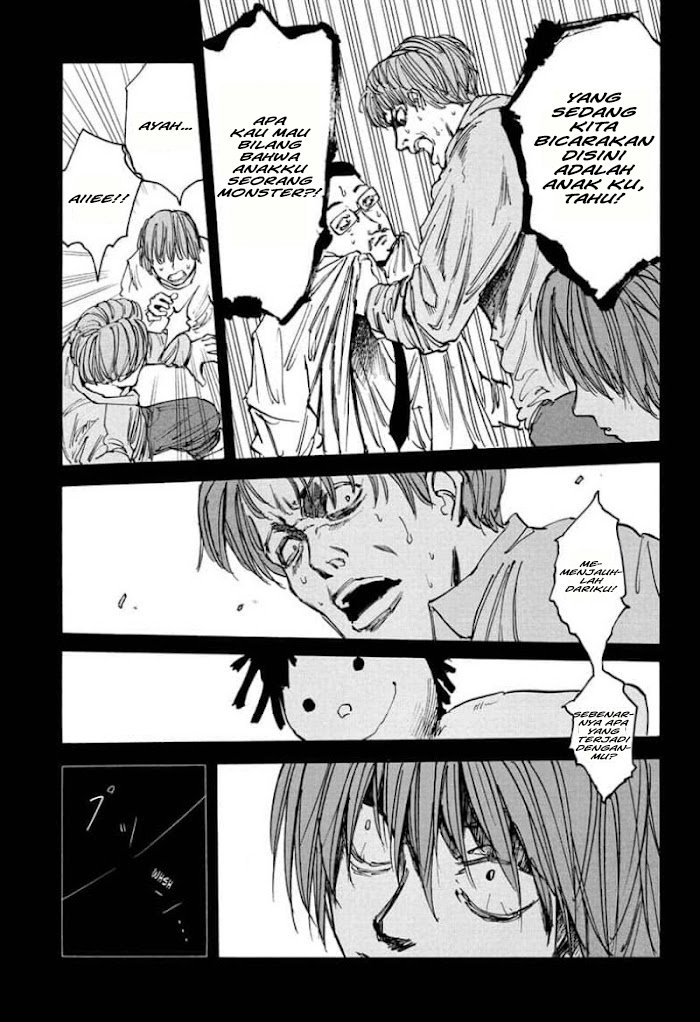 YANG
SEDANG
KITA
BICARAKAN
DISINI
ADALAH
ANAK KU,
TAHU!
APA
KAU MAU
BILANG
BAHWA
ANAKKU
SEORANG
MONSTER?!
AYAH...
AIIEE!!
ME-
MENJAUH-
LAH
DARIKU!
SEBENAR-
NYA APA
YANG
TERJADI
DENGAN-
MU?
WHSH